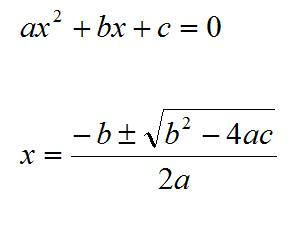 ax² + bx + c = 0
x = (−b ± √(b² − 4ac)) / 2a